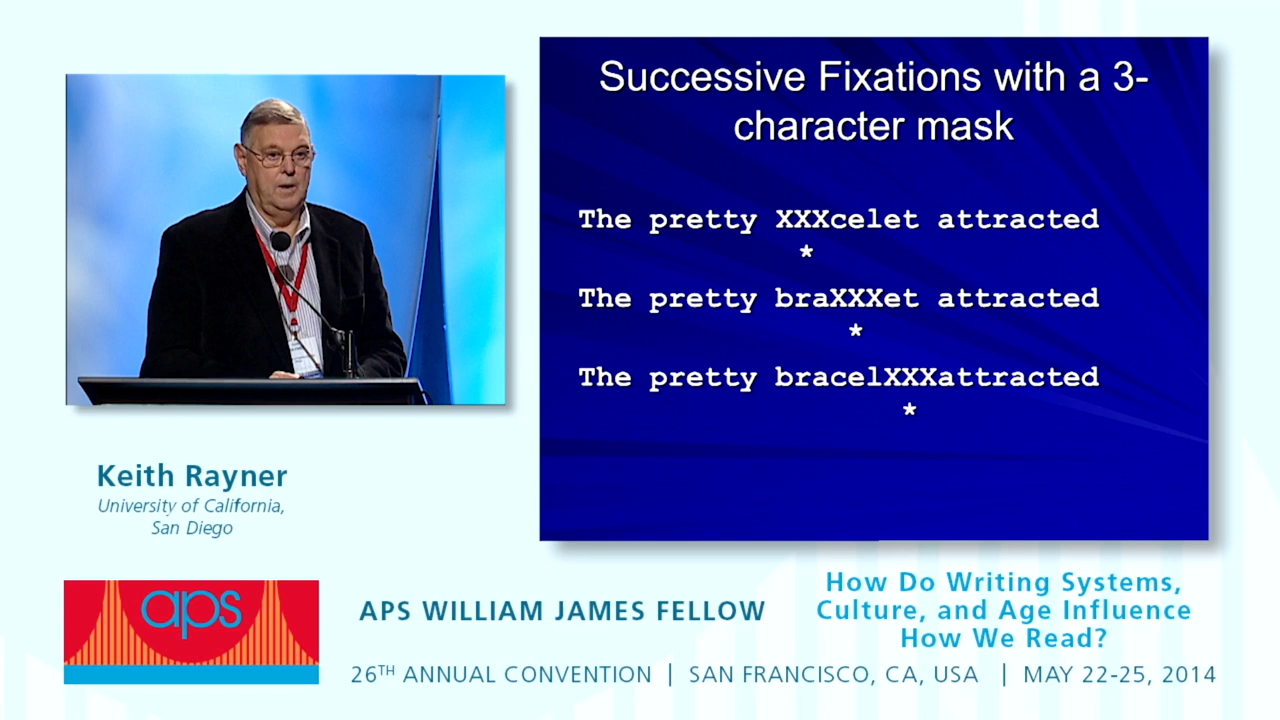 Successive Fixations with a 3-
character mask
The pretty XXXcelet attracted
*
The pretty braXXXet attracted
*
The pretty bracelXXXattracted
*
Keith Rayner
University of California,
San Diego
aps
APS WILLIAM JAMES FELLOW
How Do Writing Systems,
Culture, and Age Influence
How We Read?
26TH ANNUAL CONVENTION | SAN FRANCISCO, CA, USA | MAY 22-25, 2014